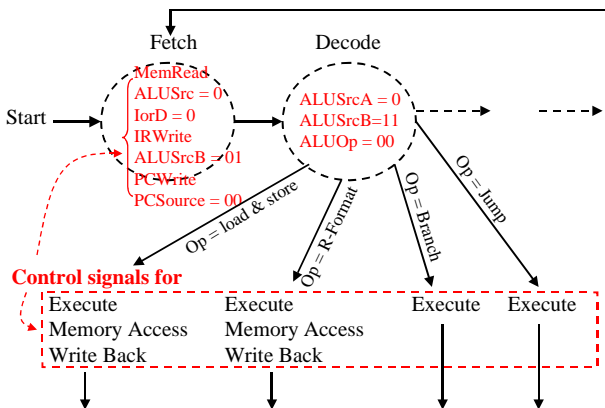 Fetch
Decode
Start
MemRead
ALUSrc = 0
IorD = 0
IRWrite
ALUSrcB = 01
PCWrite
PCSource = 00
ALUSrcA = 0
ALUSrcB=11
ALUOp = 00
Op = load & store
Op = R-Format
Op = Branch
Op = Jump
Control signals for
Execute
Memory Access
Write Back
Execute
Memory Access
Write Back
Execute
Execute